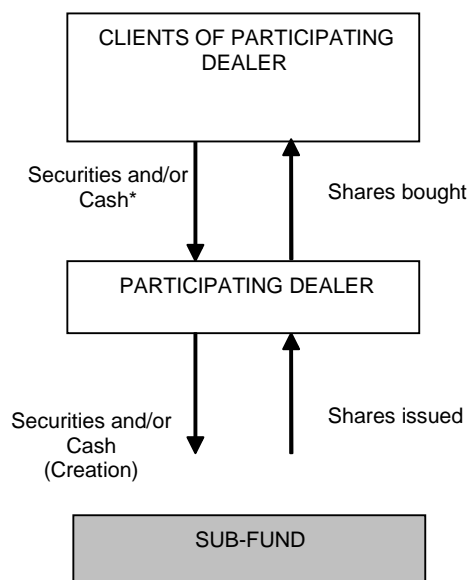 CLIENTS OF PARTICIPATING
DEALER
Securities and/or
Cash*
Shares bought
PARTICIPATING DEALER
Securities and/or
Cash
(Creation)
Shares issued
SUB-FUND